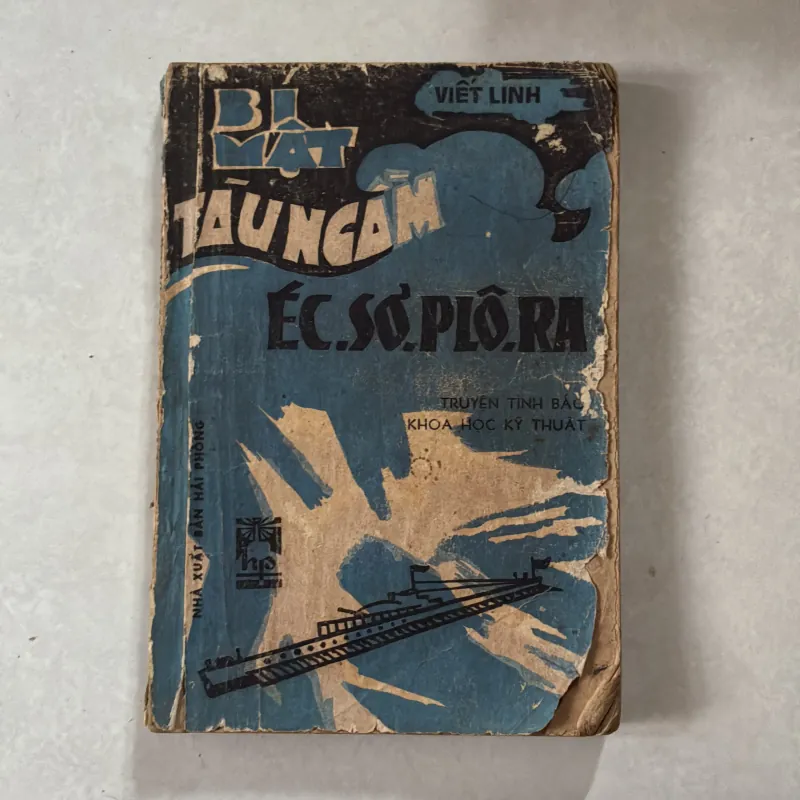 VIẾT LINH
BÍ
MẬT
TÀU NGẦM
ÉC.SƠ.PLÔ.RA
TRUYỆN TÌNH BÁO
KHOA HỌC KỸ THUẬT
NHÀ XUẤT BẢN HẢI PHÒNG
hp